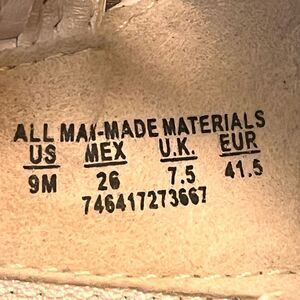 ALL MAN-MADE MATERIALS
US MEX U.K. EUR
9M 26 7.5 41.5
746417273667